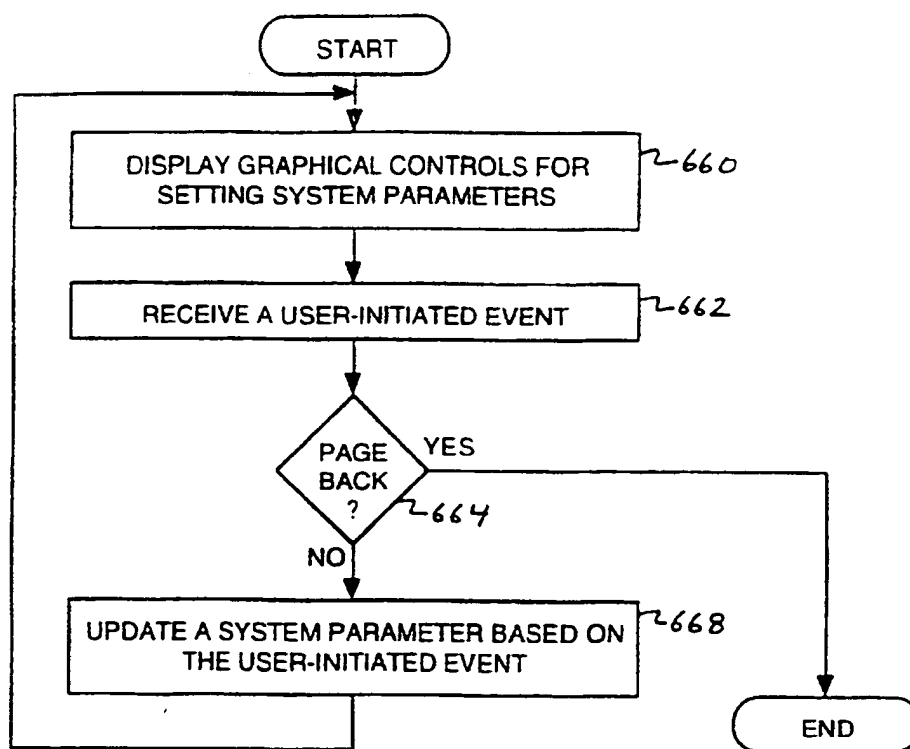 START
DISPLAY GRAPHICAL CONTROLS FOR
SETTING SYSTEM PARAMETERS
660
RECEIVE A USER-INITIATED EVENT
662
PAGE
BACK
?
YES
664
NO
UPDATE A SYSTEM PARAMETER BASED ON
THE USER-INITIATED EVENT
668
END